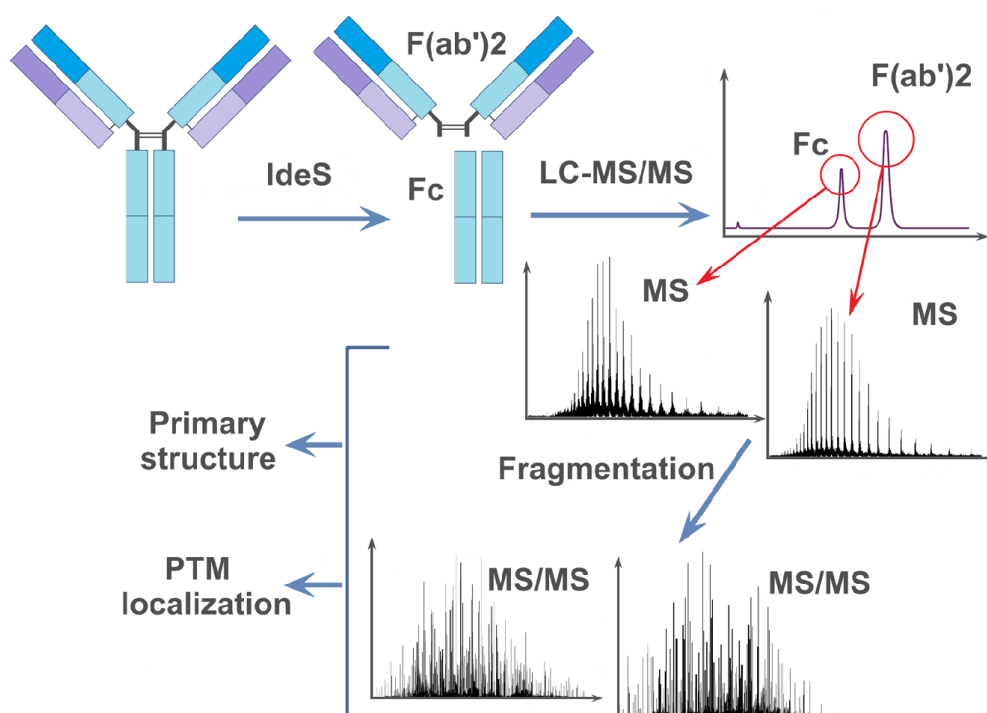 F(ab')2
F(ab')2
Fc
IdeS
LC-MS/MS
Fc
MS
MS
Primary
structure
Fragmentation
PTM
localization
MS/MS
MS/MS